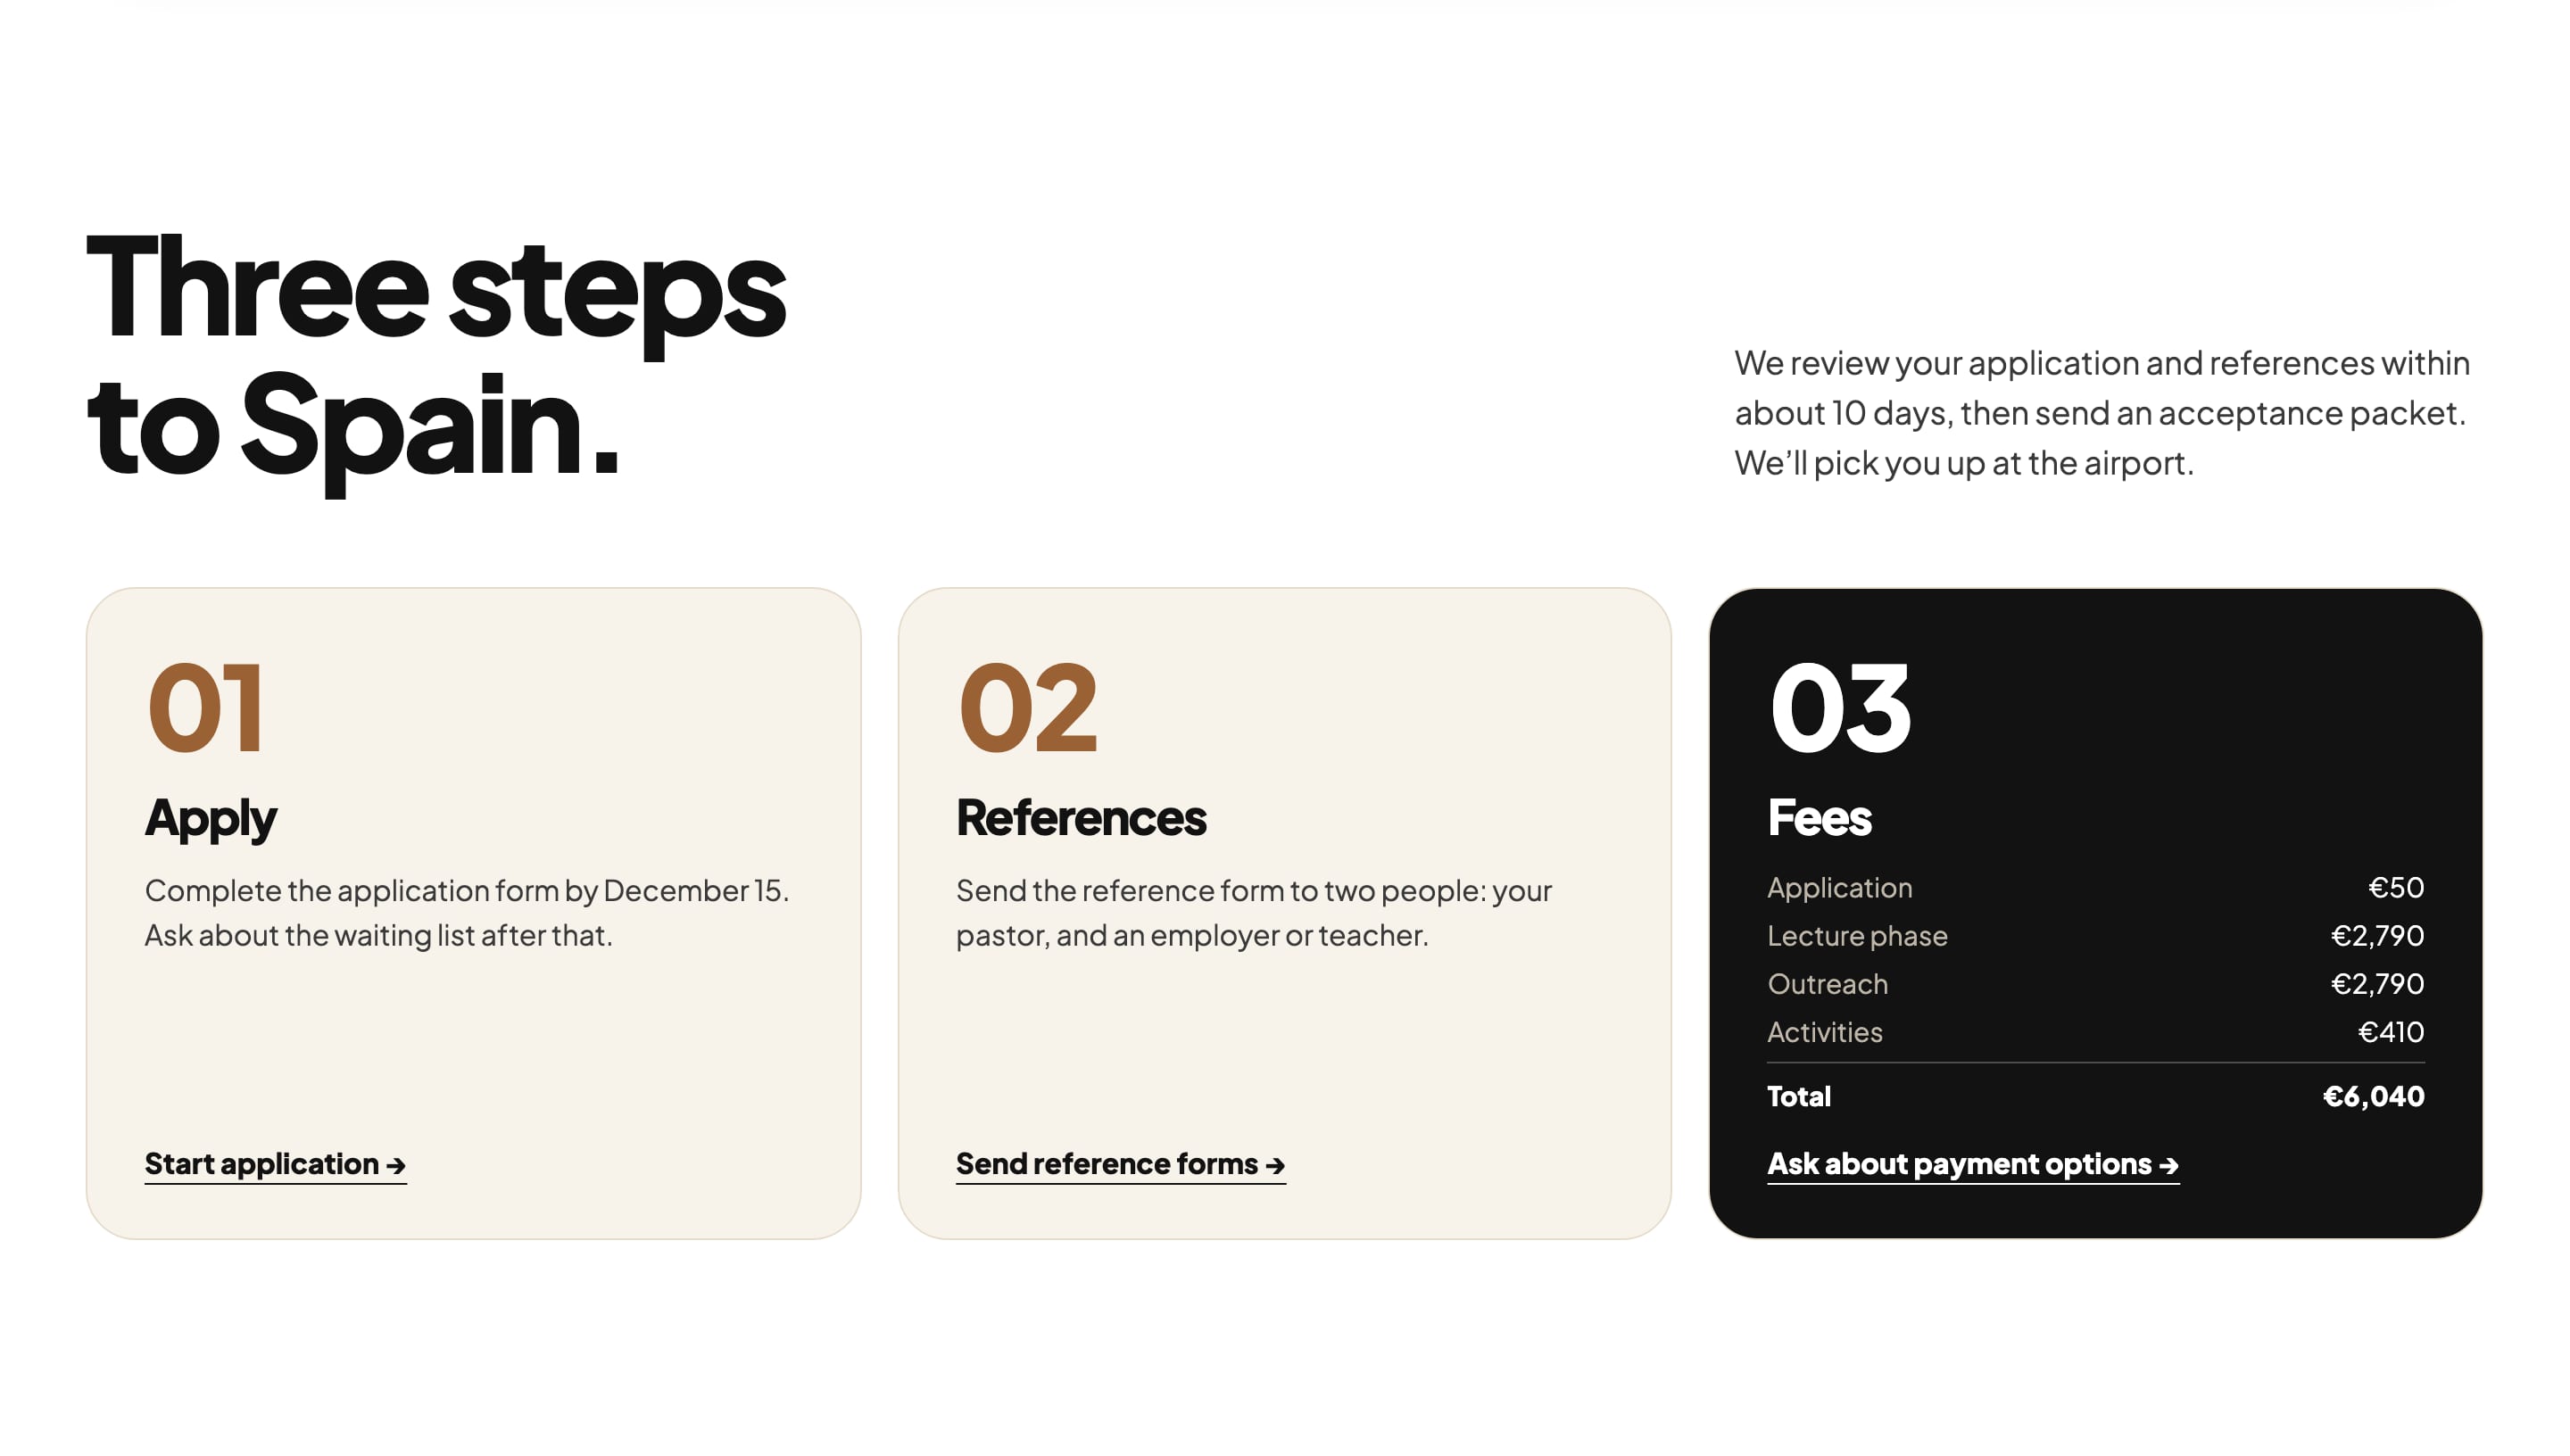 Three steps
to Spain.
We review your application and references within
about 10 days, then send an acceptance packet.
We’ll pick you up at the airport.
01
Apply
Complete the application form by December 15.
Ask about the waiting list after that.
Start application →
02
References
Send the reference form to two people: your
pastor, and an employer or teacher.
Send reference forms →
03
Fees
Application €50
Lecture phase €2,790
Outreach €2,790
Activities €410
Total €6,040
Ask about payment options →